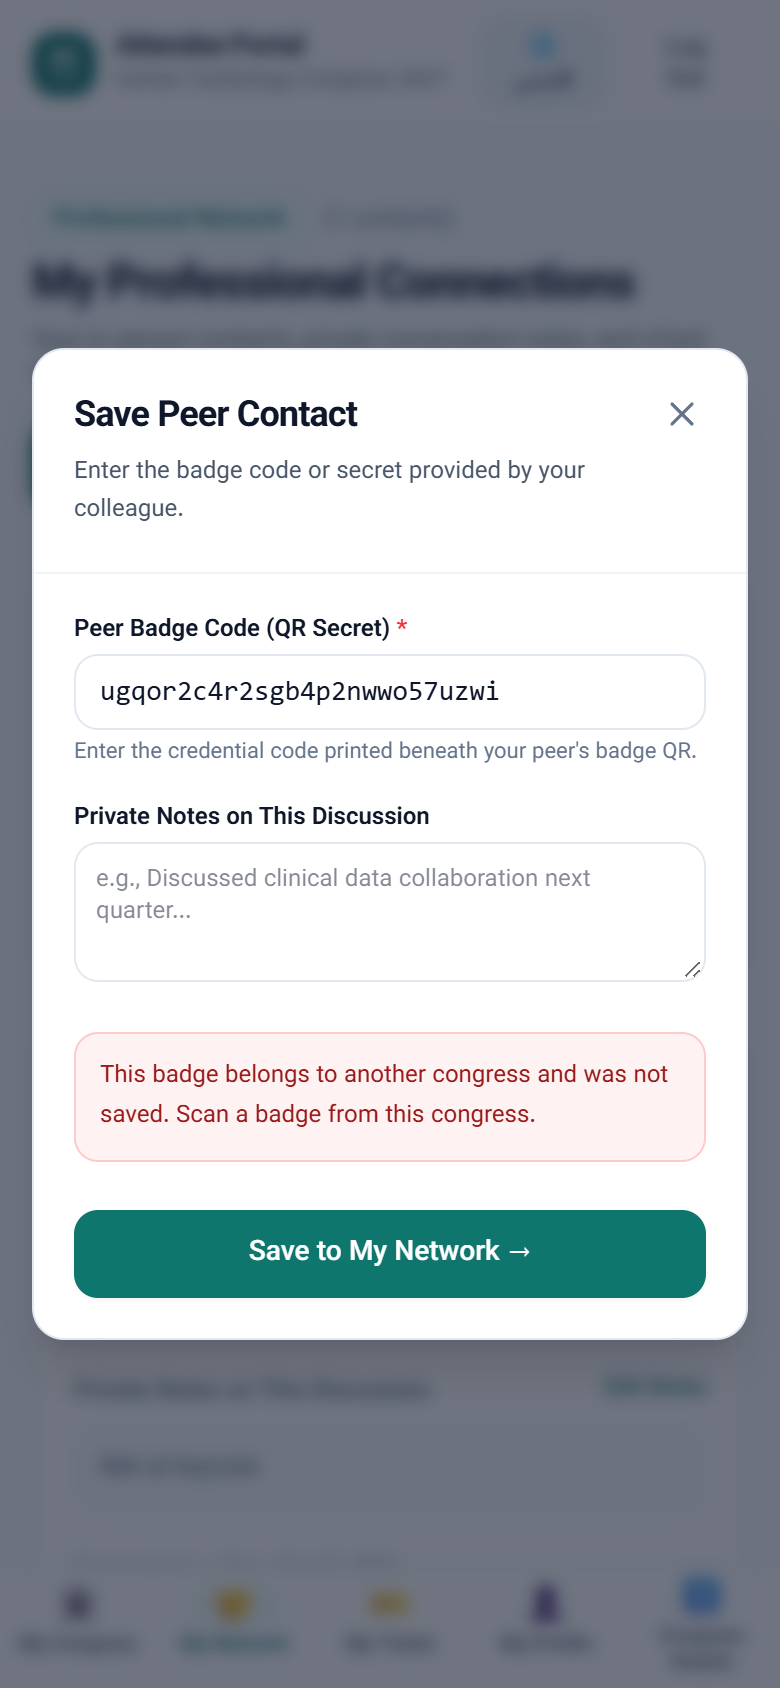 My Professional Connections
Save Peer Contact
Enter the badge code or secret provided by your
colleague.
Peer Badge Code (QR Secret) *
ugqor2c4r2sgb4p2nwwo57uzwi
Enter the credential code printed beneath your peer's badge QR.
Private Notes on This Discussion
e.g., Discussed clinical data collaboration next
quarter...
This badge belongs to another congress and was not
saved. Scan a badge from this congress.
Save to My Network →